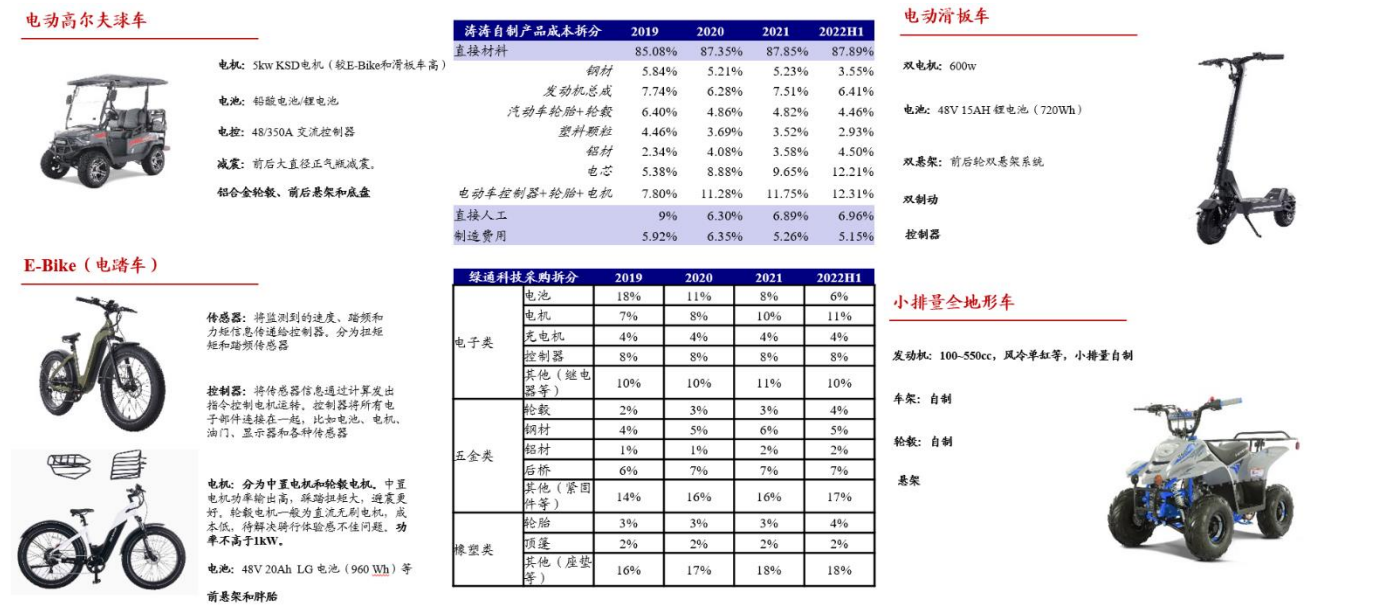 电动高尔夫球车
电机：5kw KSD电机（较E-Bike和滑板车高）
电池：铅酸电池/锂电池
电控：48/350A 交流控制器
减震：前后大直径正气瓶减震。
铝合金轮毂、前后悬架和底盘
E-Bike（电踏车）
传感器：将监测到的速度、踏频和
力矩信息传递给控制器。分为扭矩
矩和踏频传感器
控制器：将传感器信息通过计算发出
指令控制电机运转。控制器将所有电
子部件连接在一起，比如电池、电机、
油门、显示器和各种传感器
电机：分为中置电机和轮毂电机。中置
电机功率输出高，踩踏扭矩大，避震更
好。轮毂电机一般为直流无刷电机，成
本低，待解决骑行体验感不佳问题。功
率不高于1kW。
电池：48V 20Ah LG 电池（960 Wh）等
前悬架和胖胎
涛涛自制产品成本拆分 2019 2020 2021 2022H1
直接材料 85.08% 87.35% 87.85% 87.89%
钢材 5.84% 5.21% 5.23% 3.55%
发动机总成 7.74% 6.28% 7.51% 6.41%
汽动车轮胎+轮毂 6.40% 4.86% 4.82% 4.46%
塑料颗粒 4.46% 3.69% 3.52% 2.93%
铝材 2.34% 4.08% 3.58% 4.50%
电芯 5.38% 8.88% 9.65% 12.21%
电动车控制器+轮胎+电机 7.80% 11.28% 11.75% 12.31%
直接人工 9% 6.30% 6.89% 6.96%
制造费用 5.92% 6.35% 5.26% 5.15%
绿通科技采购拆分 2019 2020 2021 2022H1
电子类
电池 18% 11% 8% 6%
电机 7% 8% 10% 11%
充电机 4% 4% 4% 4%
控制器 8% 8% 8% 8%
其他（继电
器等） 10% 10% 11% 10%
五金类
轮毂 2% 3% 3% 4%
钢材 4% 5% 6% 5%
铝材 1% 1% 2% 2%
后桥 6% 7% 7% 7%
其他（紧固
件等） 14% 16% 16% 17%
橡塑类
轮胎 3% 3% 3% 4%
顶篷 2% 2% 2% 2%
其他（座垫
等） 16% 17% 18% 18%
电动滑板车
双电机：600w
电池：48V 15AH 锂电池（720Wh）
双悬架：前后轮双悬架系统
双制动
控制器
小排量全地形车
发动机：100~550cc，风冷单缸等，小排量自制
车架：自制
轮毂：自制
悬架